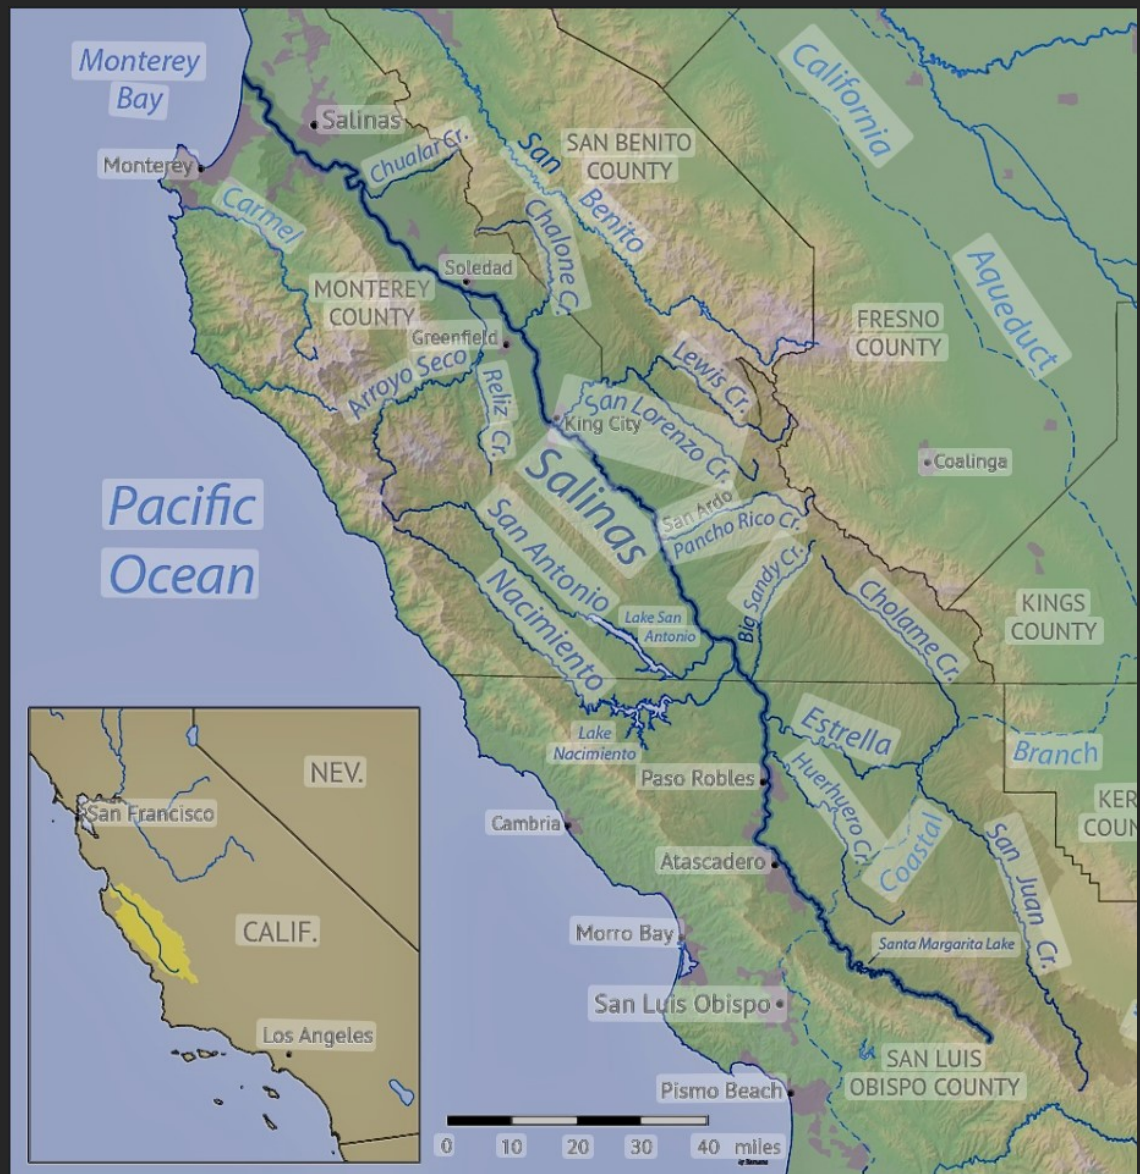 Monterey
Bay
Salinas
Monterey
Chualar Cr.
San
Benito
SAN BENITO
COUNTY
California
Aqueduct
Carmel
Chalone Cr.
Soledad
MONTEREY
COUNTY
Greenfield
FRESNO
COUNTY
Arroyo Seco
Reliz Cr.
Lewis Cr.
San Lorenzo Cr.
King City
Salinas
Coalinga
Pacific
Ocean
San Ardo
Pancho Rico Cr.
San Antonio
Nacimiento
Big Sandy Cr.
Cholame Cr.
KINGS
COUNTY
Lake San
Antonio
Lake
Nacimiento
Estrella
Branch
Paso Robles
Huerhuero Cr.
Coastal
KER
COUN
Cambria
Atascadero
San Juan Cr.
Morro Bay
Santa Margarita Lake
San Luis Obispo
SAN LUIS
OBISPO COUNTY
Pismo Beach
NEV.
San Francisco
CALIF.
Los Angeles
0 10 20 30 40 miles